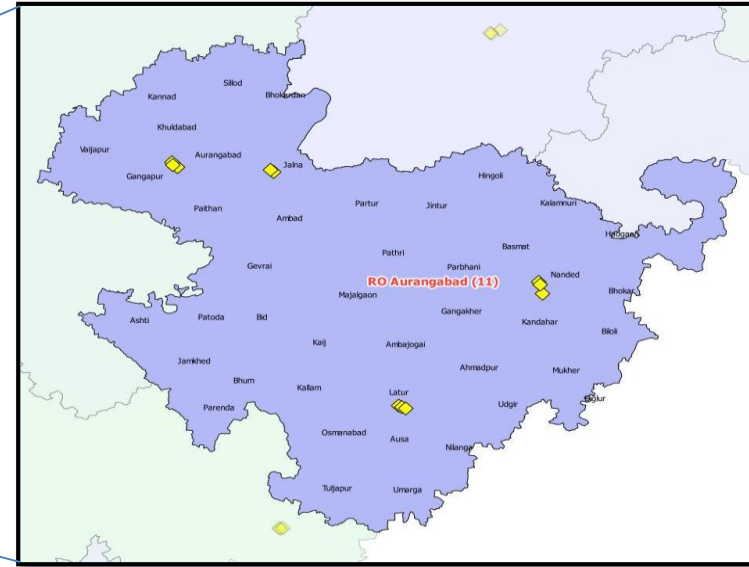 Sillod
Kannad
Bhokardan
Khuldabad
Vaijapur
Aurangabad
Jalna
Gangapur
Hingoli
Paithan
Partur
Jintur
Kalamnuri
Ambad
Hadgaon
Basmat
Pathri
Gevrai
Parbhani
Nanded
RO Aurangabad (11)
Majalgaon
Bhokar
Gangakher
Ashti
Patoda
Bid
Kandahar
Biloli
Kaij
Ambajogai
Jamkhed
Ahmadpur
Mukher
Bhum
Kallam
Latur
Parenda
Udgir
Osmanabad
Ausa
Nilanga
Tuljapur
Umarga